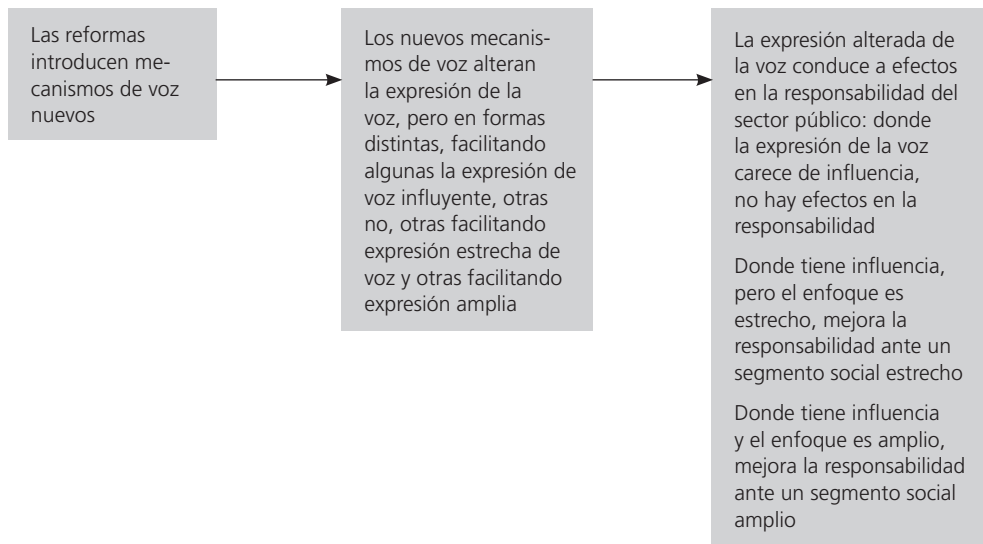 Las reformas
introducen me-
canismos de voz
nuevos
Los nuevos mecanis-
mos de voz alteran
la expresión de la
voz, pero en formas
distintas, facilitando
algunas la expresión de
voz influyente, otras
no, otras facilitando
expresión estrecha de
voz y otras facilitando
expresión amplia
La expresión alterada de
la voz conduce a efectos
en la responsabilidad del
sector público: donde
la expresión de la voz
carece de influencia,
no hay efectos en la
responsabilidad
Donde tiene influencia,
pero el enfoque es
estrecho, mejora la
responsabilidad ante un
segmento social estrecho
Donde tiene influencia
y el enfoque es amplio,
mejora la responsabilidad
ante un segmento social
amplio